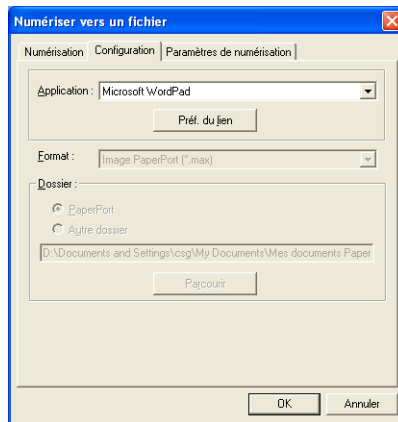 Numériser vers un fichier
Numérisation Configuration Paramètres de numérisation
Application : Microsoft WordPad
Préf. du lien
Format : Image PaperPort (*.max)
Dossier :
PaperPort
Autre dossier
D:\Documents and Settings\csg\My Documents\Mes documents Paper
Parcourir
OK Annuler